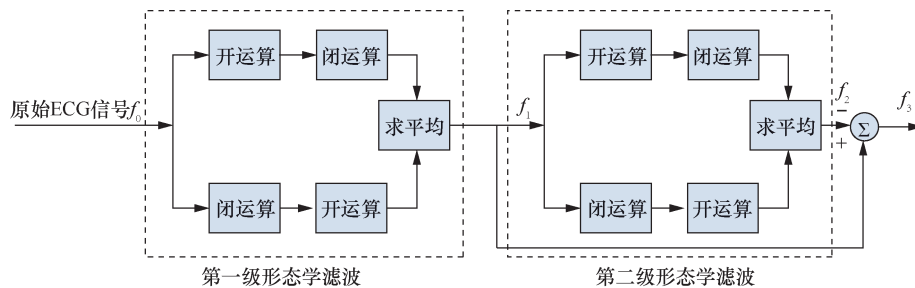 原始ECG信号f₀
开运算
闭运算
求平均
闭运算
开运算
第一级形态学滤波
f₁
开运算
闭运算
求平均
闭运算
开运算
第二级形态学滤波
f₂
−
+
Σ
f₃